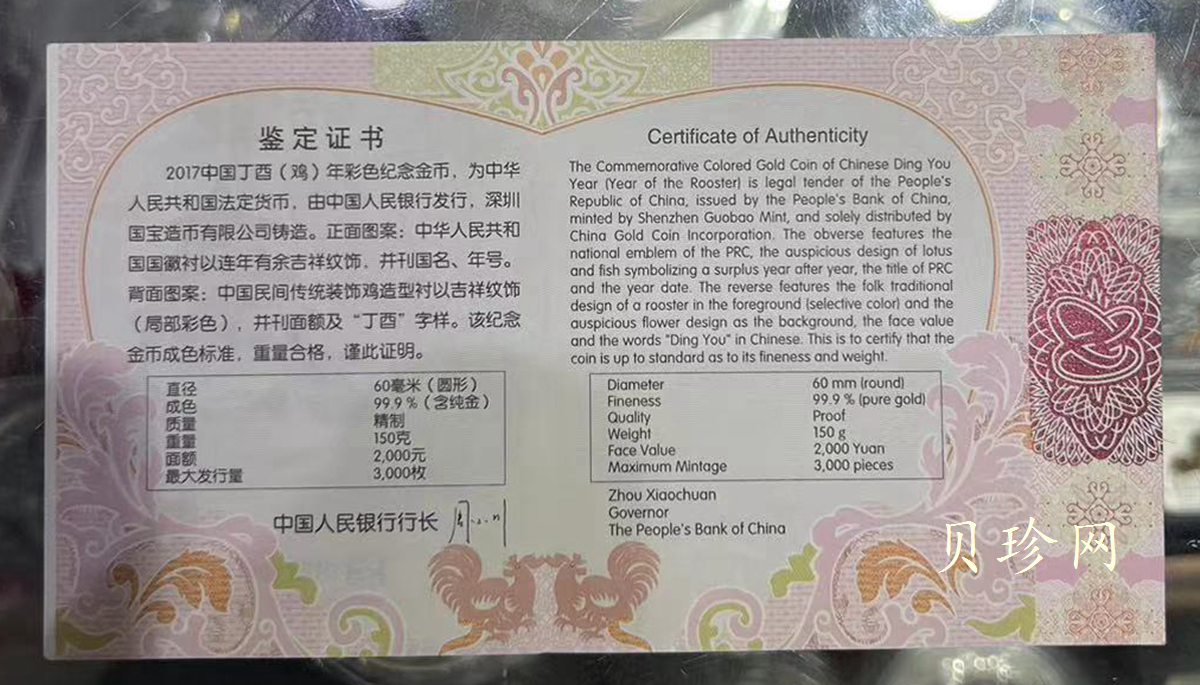 鉴定证书
2017中国丁酉（鸡）年彩色纪念金币，为中华
人民共和国法定货币，由中国人民银行发行，深圳
国宝造币有限公司铸造。正面图案：中华人民共和
国国徽衬以连年有余吉祥纹饰，并刊国名、年号。
背面图案：中国民间传统装饰鸡造型衬以吉祥纹饰
（局部彩色），并刊面额及“丁酉”字样。该纪念
金币成色标准，重量合格，谨此证明。
直径 60毫米（圆形）
成色 99.9％（含纯金）
质量 精制
重量 150克
面额 2,000元
最大发行量 3,000枚
中国人民银行行长
Certificate of Authenticity
The Commemorative Colored Gold Coin of Chinese Ding You
Year (Year of the Rooster) is legal tender of the People's
Republic of China, issued by the People's Bank of China,
minted by Shenzhen Guobao Mint, and solely distributed by
China Gold Coin Incorporation. The obverse features the
national emblem of the PRC, the auspicious design of lotus
and fish symbolizing a surplus year after year, the title of PRC
and the year date. The reverse features the folk traditional
design of a rooster in the foreground (selective color) and the
auspicious flower design as the background, the face value
and the words "Ding You" in Chinese. This is to certify that the
coin is up to standard as to its fineness and weight.
Diameter 60 mm (round)
Fineness 99.9 % (pure gold)
Quality Proof
Weight 150 g
Face Value 2,000 Yuan
Maximum Mintage 3,000 pieces
Zhou Xiaochuan
Governor
The People's Bank of China
贝珍网